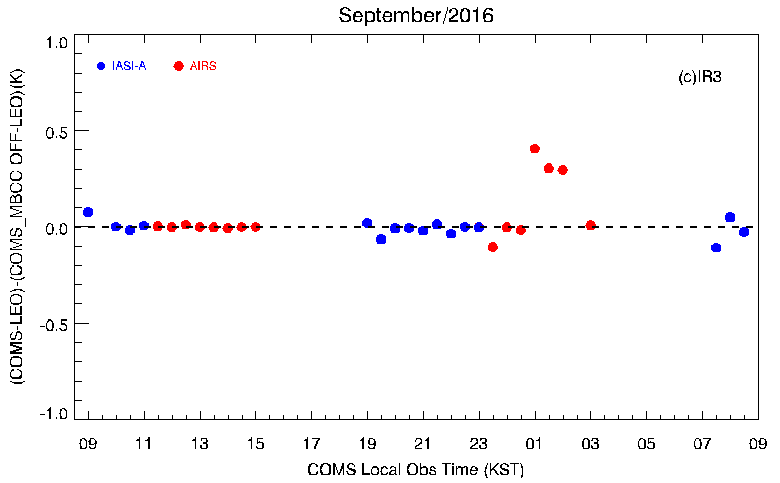 September/2016
1.0
IASI-A AIRS
(c)IR3
0.5
0.0
-0.5
-1.0
(COMS-LEO)-(COMS_MBCC OFF-LEO)(K)
09 11 13 15 17 19 21 23 01 03 05 07 09
COMS Local Obs Time (KST)